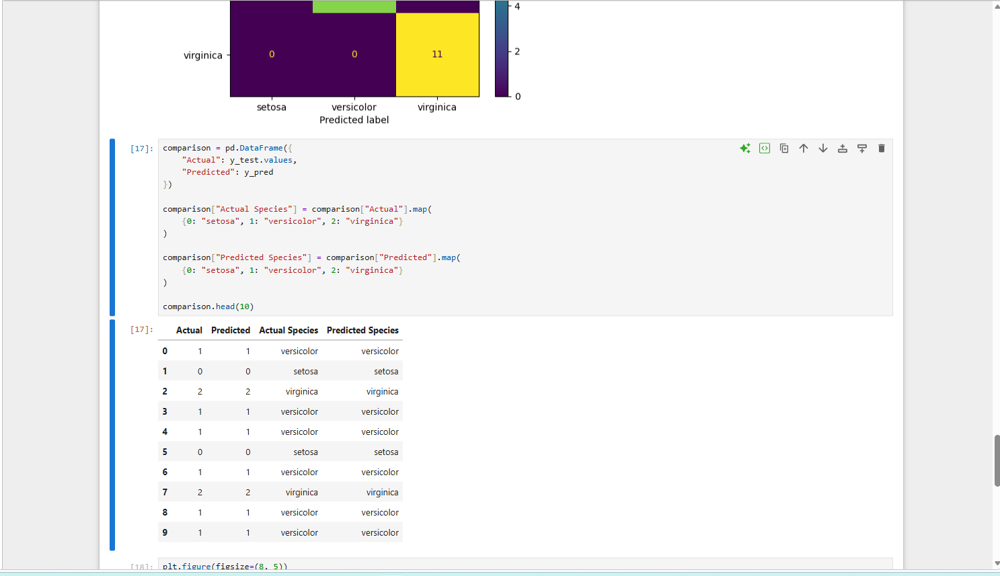 4
virginica
0
0
11
2
0
setosa
versicolor
virginica
Predicted label
[17]:
comparison = pd.DataFrame({
    "Actual": y_test.values,
    "Predicted": y_pred
})
comparison["Actual Species"] = comparison["Actual"].map(
    {0: "setosa", 1: "versicolor", 2: "virginica"}
)
comparison["Predicted Species"] = comparison["Predicted"].map(
    {0: "setosa", 1: "versicolor", 2: "virginica"}
)
comparison.head(10)
[17]:
Actual Predicted Actual Species Predicted Species
0 1 1 versicolor versicolor
1 0 0 setosa setosa
2 2 2 virginica virginica
3 1 1 versicolor versicolor
4 1 1 versicolor versicolor
5 0 0 setosa setosa
6 1 1 versicolor versicolor
7 2 2 virginica virginica
8 1 1 versicolor versicolor
9 1 1 versicolor versicolor
[18]: plt.figure(figsize=(8, 5))